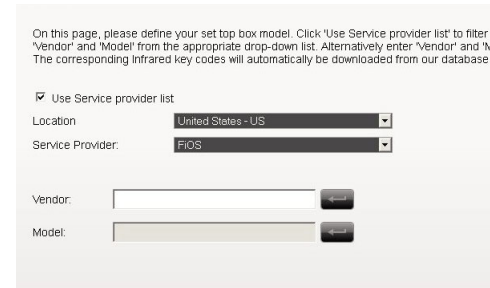 On this page, please define your set top box model. Click 'Use Service provider list' to filter
'Vendor' and 'Model' from the appropriate drop-down list. Alternatively enter 'Vendor' and
The corresponding Infrared key codes will automatically be downloaded from our database
Use Service provider list
Location United States - US
Service Provider: FiOS
Vendor:
Model: